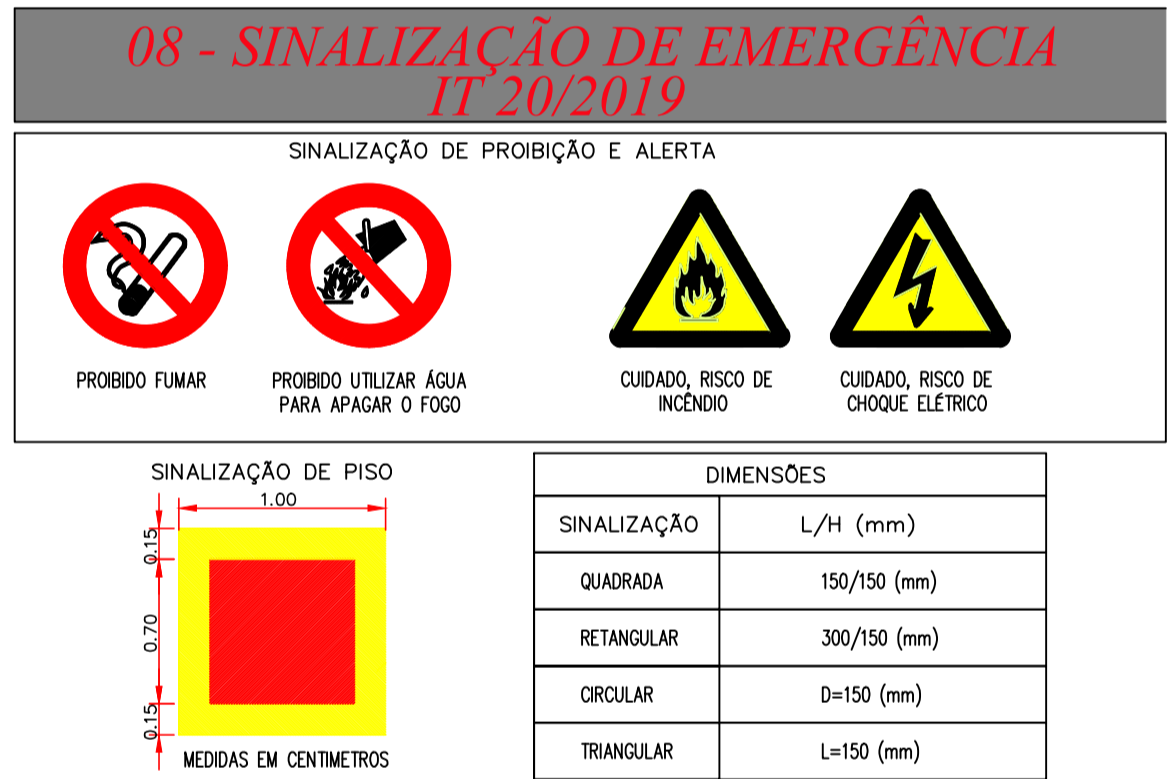 08 - SINALIZAÇÃO DE EMERGÊNCIA
IT 20/2019
SINALIZAÇÃO DE PROIBIÇÃO E ALERTA
PROIBIDO FUMAR
PROIBIDO UTILIZAR ÁGUA
PARA APAGAR O FOGO
CUIDADO, RISCO DE
INCÊNDIO
CUIDADO, RISCO DE
CHOQUE ELÉTRICO
SINALIZAÇÃO DE PISO
1.00
0.15
0.70
0.15
MEDIDAS EM CENTIMETROS
DIMENSÕES
SINALIZAÇÃO L/H (mm)
QUADRADA 150/150 (mm)
RETANGULAR 300/150 (mm)
CIRCULAR D=150 (mm)
TRIANGULAR L=150 (mm)